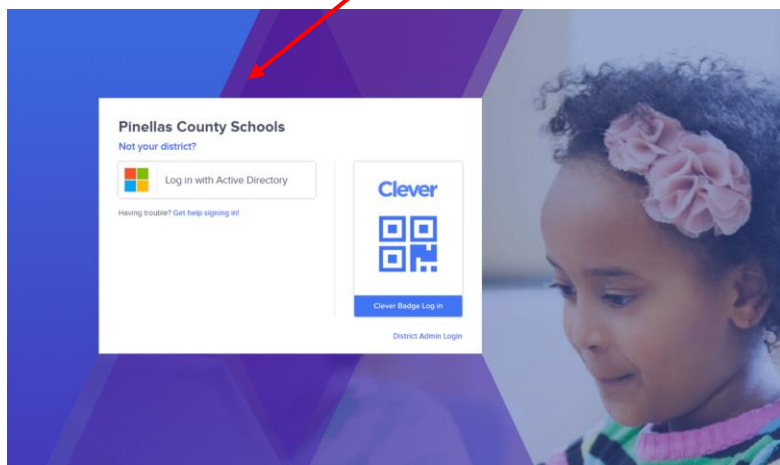 Pinellas County Schools
Not your district?
Log in with Active Directory
Having trouble? Get help signing in!
Clever
Clever Badge Log in
District Admin Login